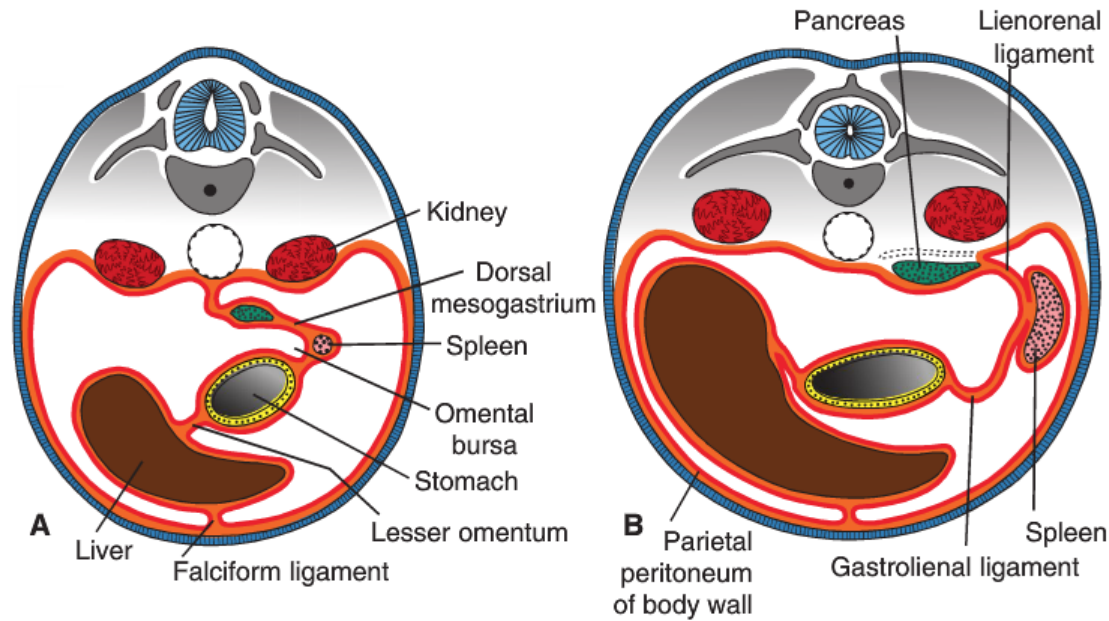 Kidney
Dorsal
mesogastrium
Spleen
Omental
bursa
Stomach
Lesser omentum
Falciform ligament
Liver
A
Pancreas
Lienorenal
ligament
Spleen
Gastrolienal ligament
Parietal
peritoneum
of body wall
B